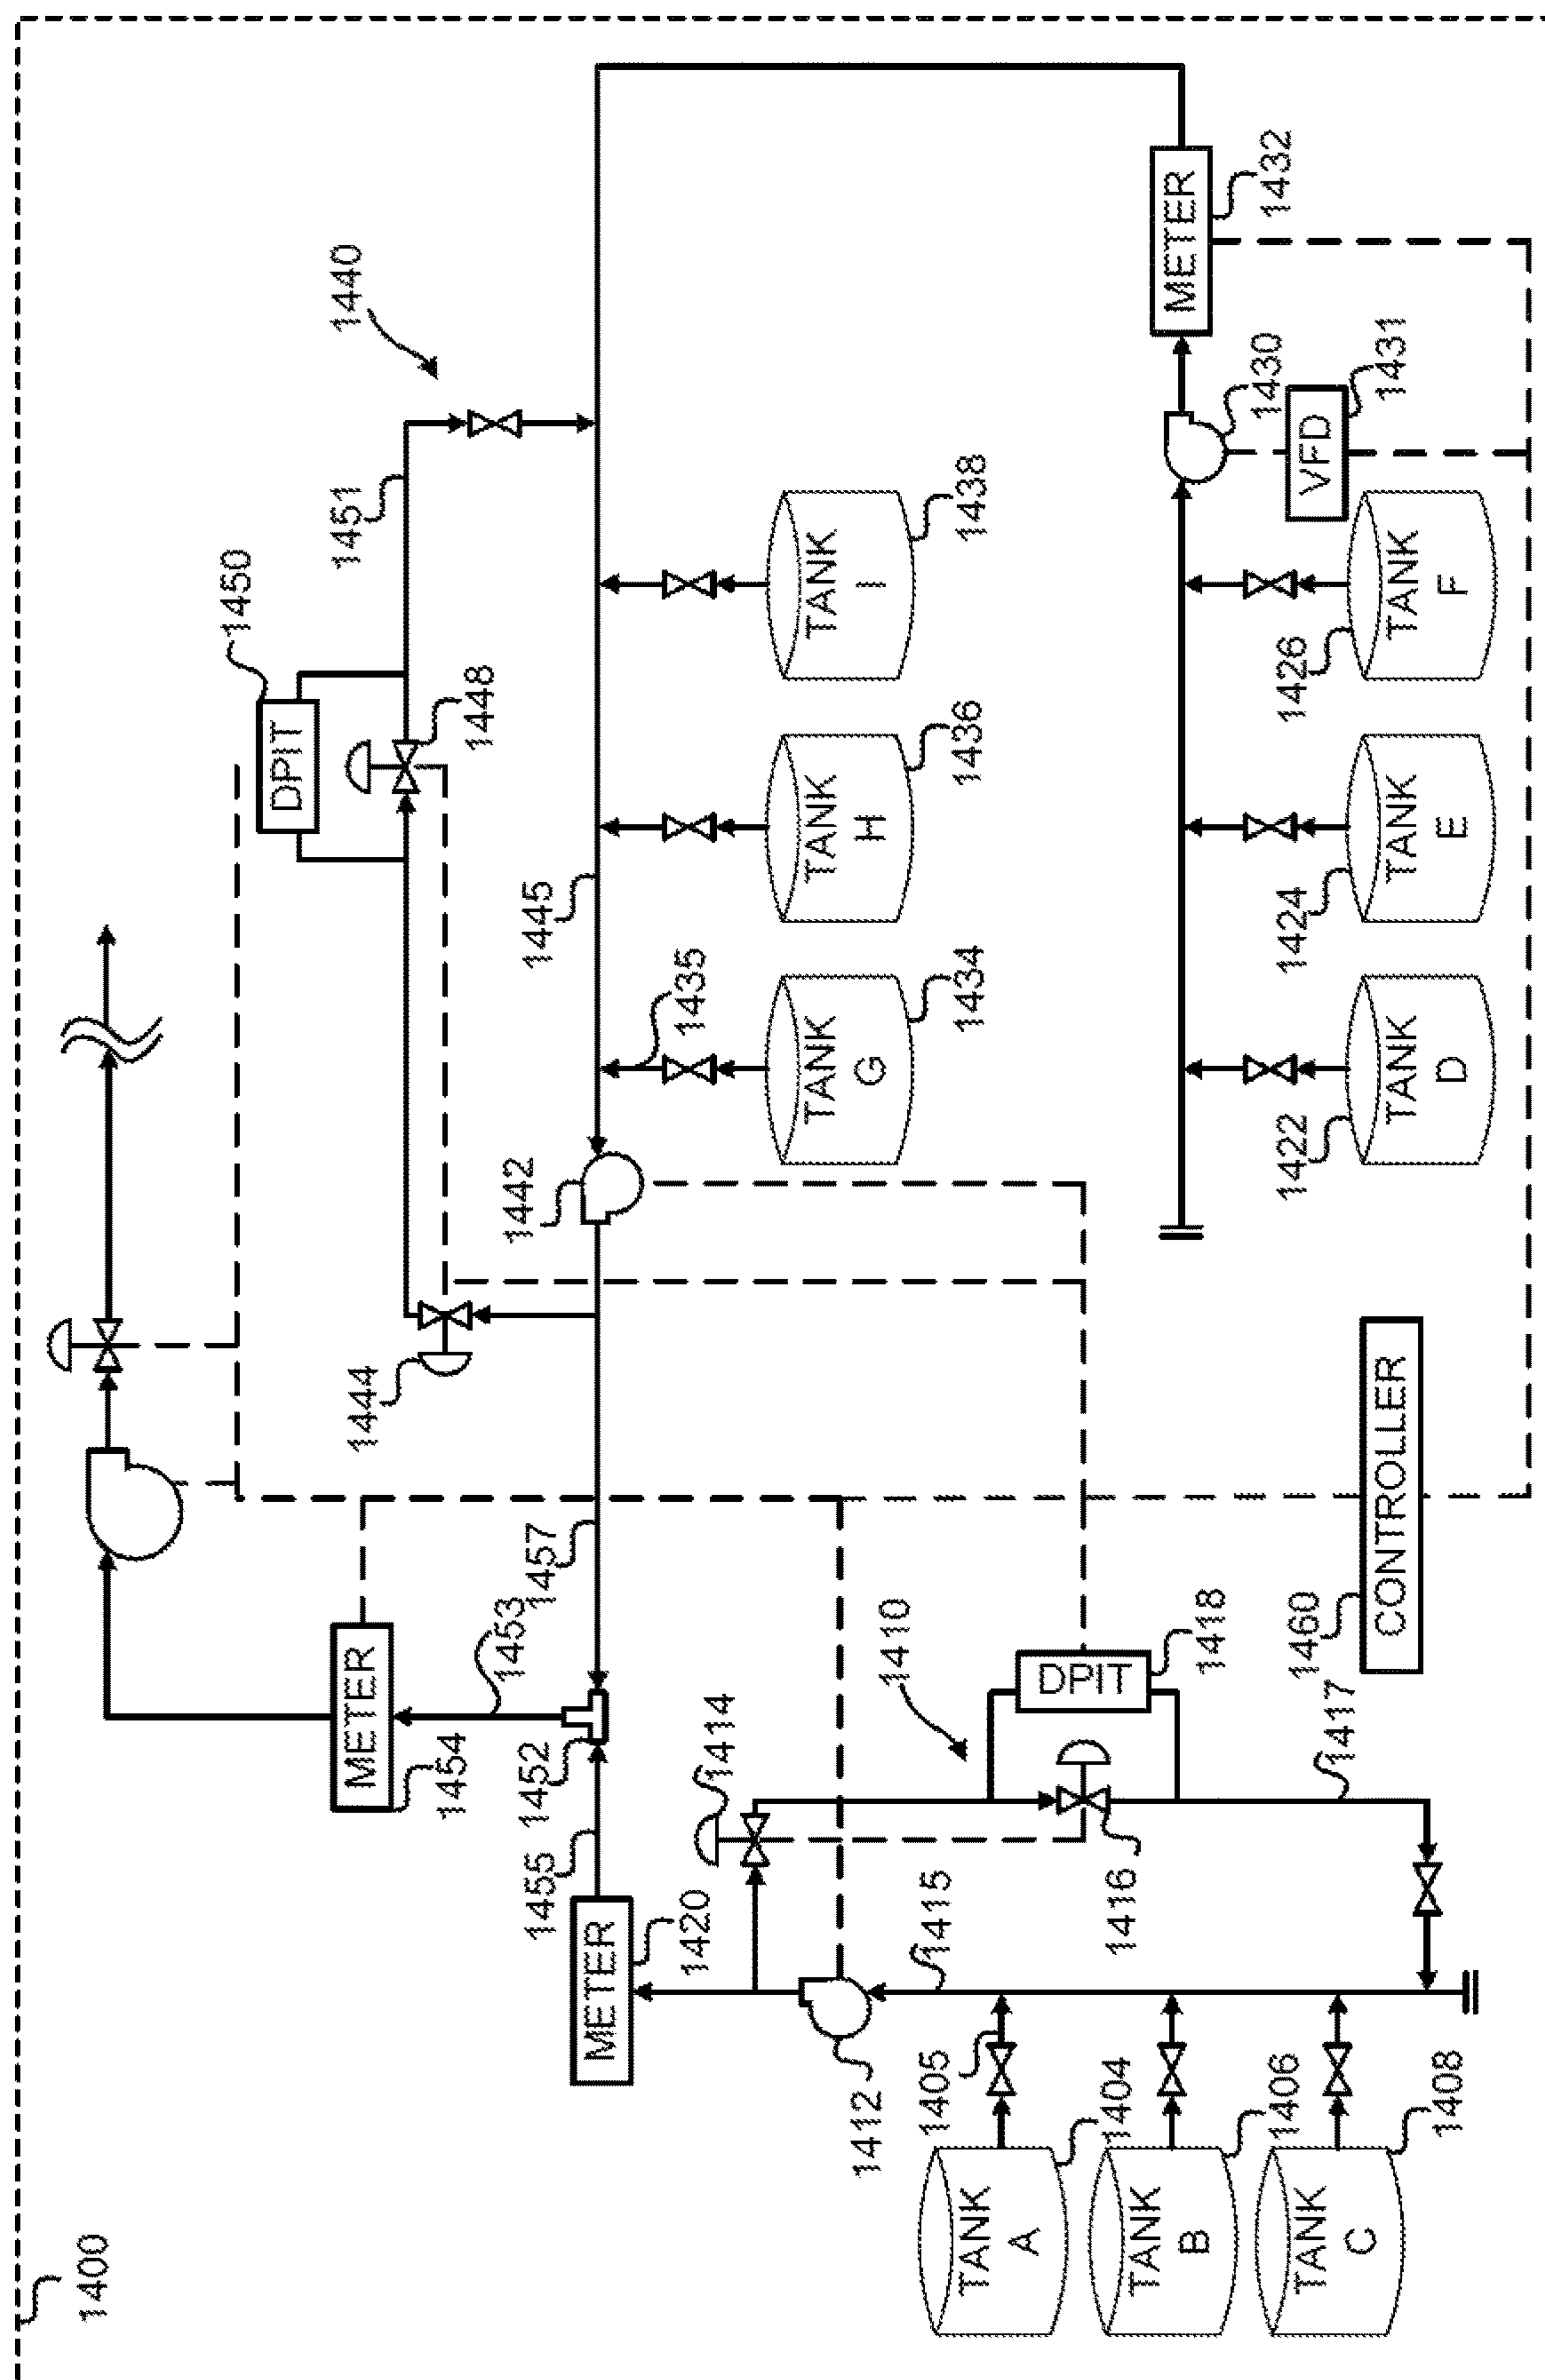 1400
1440
1450
DPIT
1451
1448
1444
METER
1454
1453
1457
1452
1455
METER
1420
1442
1445
1435
TANK
G
1434
TANK
H
1436
TANK
I
1438
METER
1432
1430
VFD
1431
TANK
D
1422
TANK
E
1424
TANK
F
1426
1410
1414
DPIT
1418
1416
1417
1415
1412
1405
TANK
A
1404
TANK
B
1406
TANK
C
1408
1460
CONTROLLER